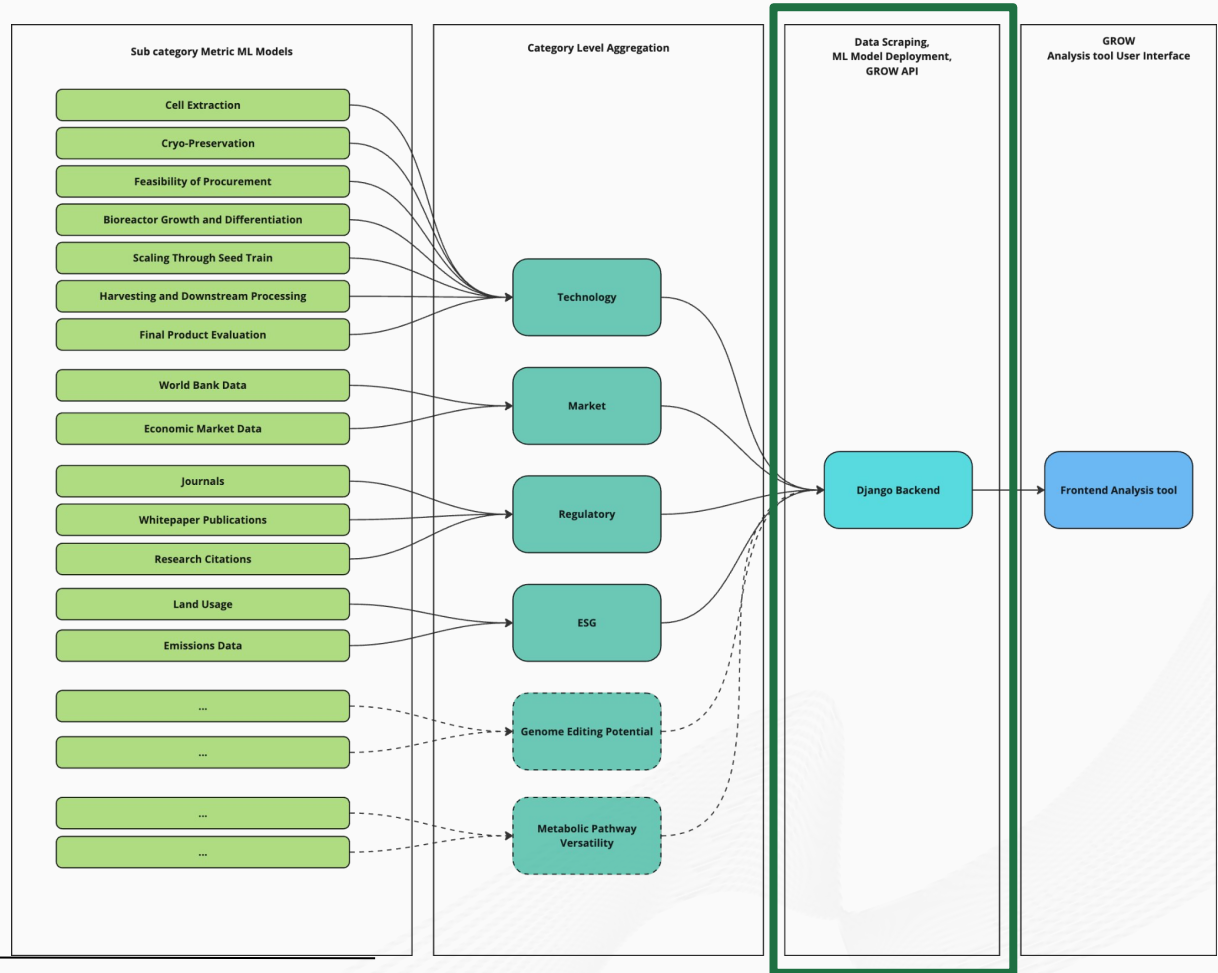 Sub category Metric ML Models
Cell Extraction
Cryo-Preservation
Feasibility of Procurement
Bioreactor Growth and Differentiation
Scaling Through Seed Train
Harvesting and Downstream Processing
Final Product Evaluation
World Bank Data
Economic Market Data
Journals
Whitepaper Publications
Research Citations
Land Usage
Emissions Data
...
...
...
...
Category Level Aggregation
Technology
Market
Regulatory
ESG
Genome Editing Potential
Metabolic Pathway
Versatility
Data Scraping,
ML Model Deployment,
GROW API
Django Backend
GROW
Analysis tool User Interface
Frontend Analysis tool